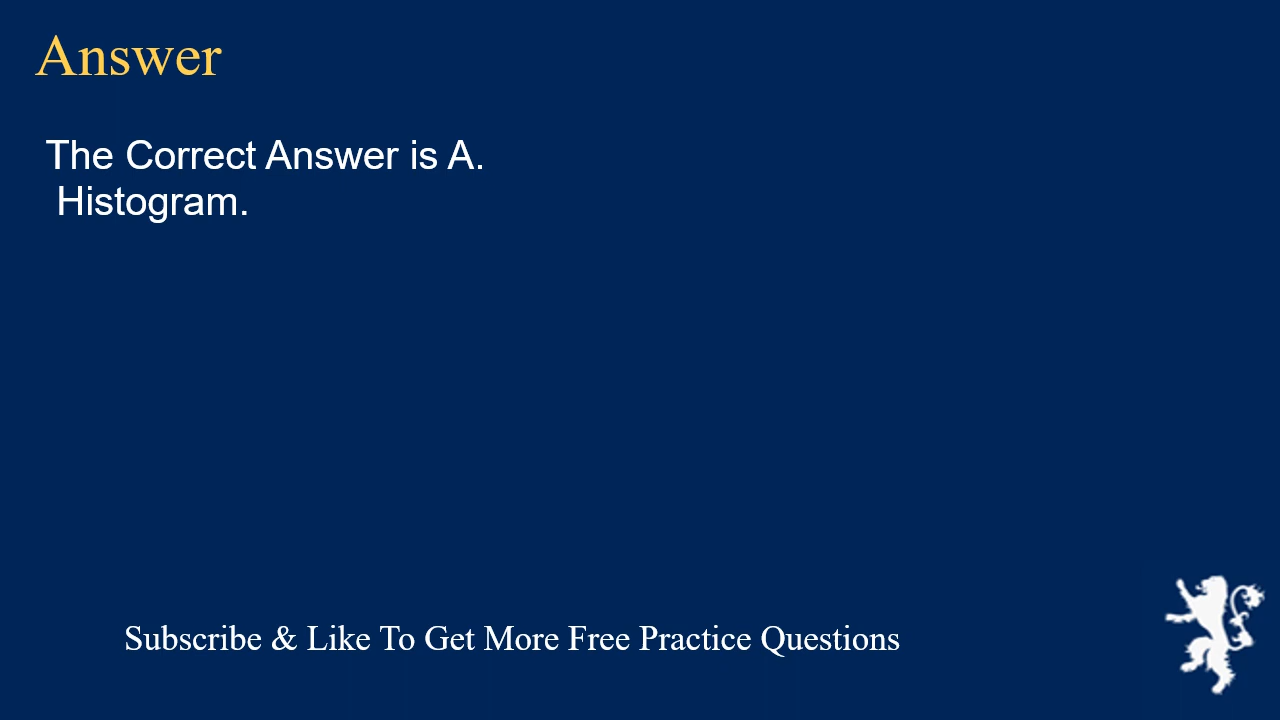 Answer
The Correct Answer is A.
Histogram.
Subscribe & Like To Get More Free Practice Questions